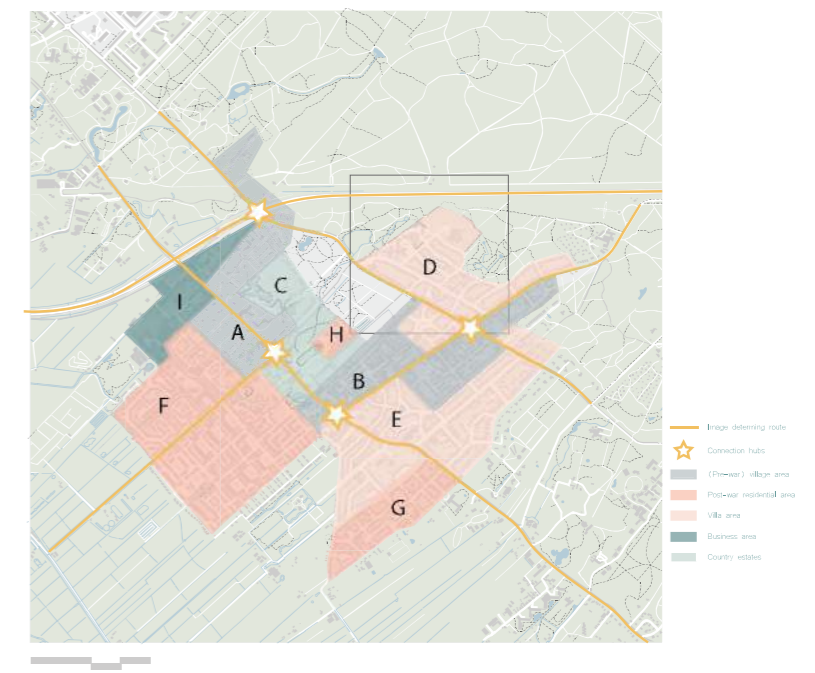 D
C
I
A
H
B
F
E
G
Image determing route
Connection hubs
(Pre-war) village area
Post-war residential area
Villa area
Business area
Country estates